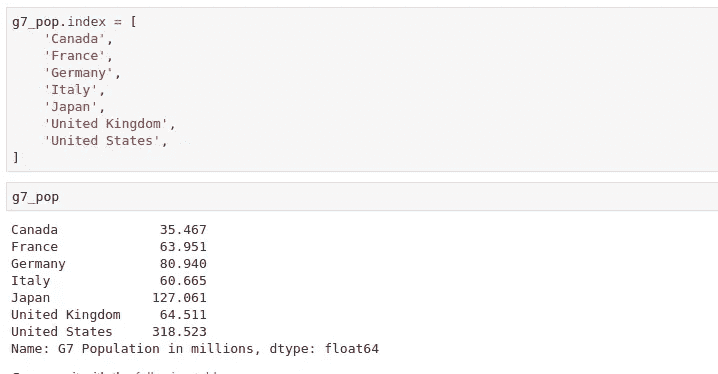 g7_pop.index = [
    'Canada',
    'France',
    'Germany',
    'Italy',
    'Japan',
    'United Kingdom',
    'United States',
]
g7_pop
Canada             35.467
France             63.951
Germany            80.940
Italy              60.665
Japan             127.061
United Kingdom     64.511
United States     318.523
Name: G7 Population in millions, dtype: float64